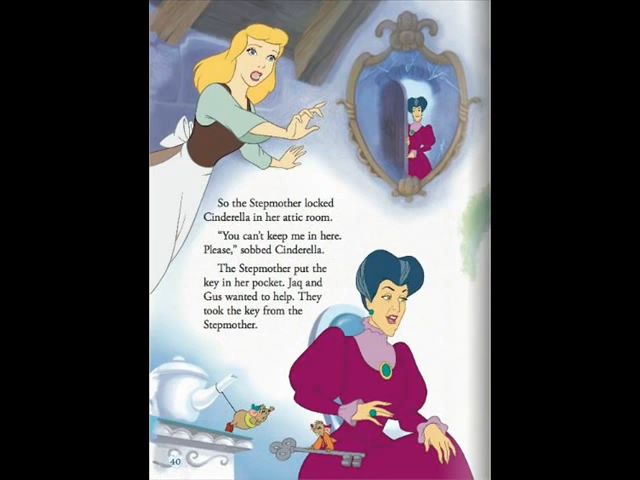 So the Stepmother locked
Cinderella in her attic room.
“You can’t keep me in here.
Please,” sobbed Cinderella.
The Stepmother put the
key in her pocket. Jaq and
Gus wanted to help. They
took the key from the
Stepmother.
40